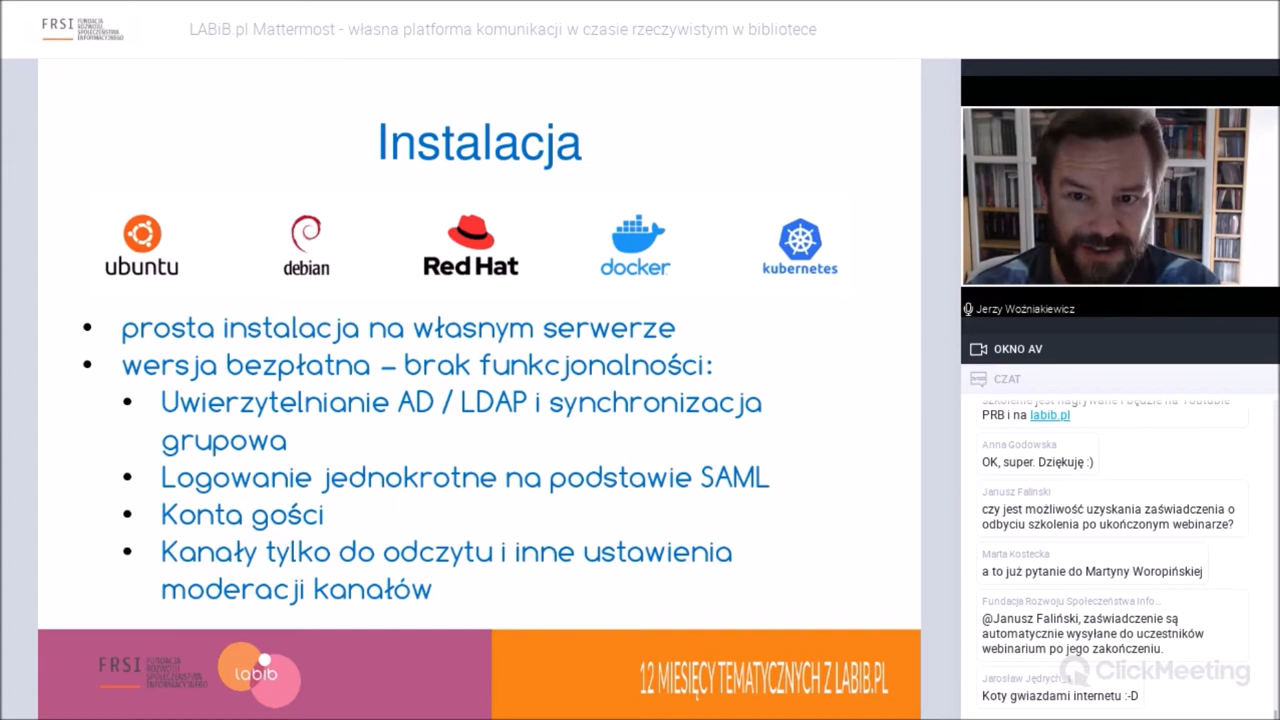 FRSI FUNDACJA ROZWOJU SPOŁECZEŃSTWA INFORMACYJNEGO
LABiB.pl Mattermost - własna platforma komunikacji w czasie rzeczywistym w bibliotece
Instalacja
ubuntu
debian
Red Hat
docker
kubernetes
• prosta instalacja na własnym serwerze
• wersja bezpłatna – brak funkcjonalności:
• Uwierzytelnianie AD / LDAP i synchronizacja
grupowa
• Logowanie jednokrotne na podstawie SAML
• Konta gości
• Kanały tylko do odczytu i inne ustawienia
moderacji kanałów
FRSI FUNDACJA ROZWOJU SPOŁECZEŃSTWA INFORMACYJNEGO
labib
12 MIESIĘCY TEMATYCZNYCH Z LABIB.PL
Jerzy Woźniakiewicz
OKNO AV
CZAT
szkolenie jest nagrywane i będzie na Youtubie
PRB i na labib.pl
Anna Godowska
OK, super. Dziękuję :)
Janusz Faliński
czy jest możliwość uzyskania zaświadczenia o
odbyciu szkolenia po ukończonym webinarze?
Marta Kostecka
a to już pytanie do Martyny Woropińskiej
Fundacja Rozwoju Społeczeństwa Info...
@Janusz Faliński, zaświadczenie są
automatycznie wysyłane do uczestników
webinarium po jego zakończeniu.
ClickMeeting
Jarosław Jędrych
Koty gwiazdami internetu :-D